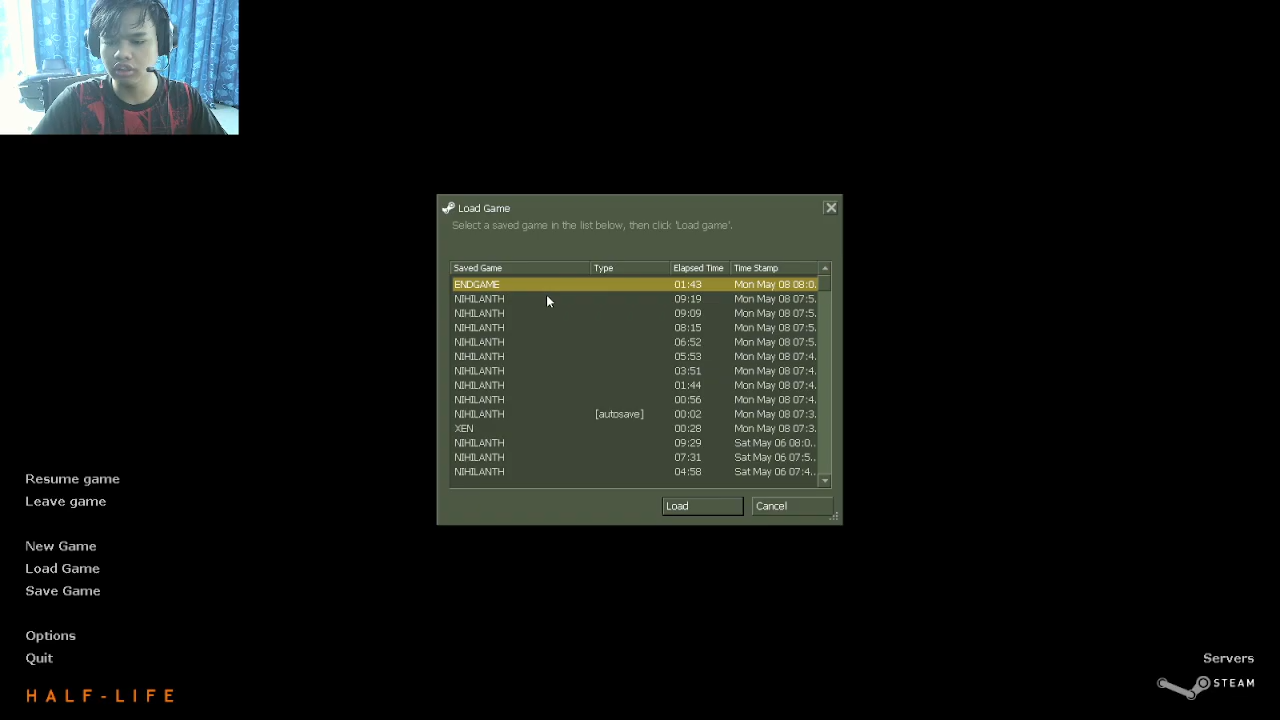 Load Game
Select a saved game in the list below, then click 'Load game'.
Saved Game Type Elapsed Time Time Stamp
ENDGAME 01:43 Mon May 08 08:0.
NIHILANTH 09:19 Mon May 08 07:5.
NIHILANTH 09:09 Mon May 08 07:5.
NIHILANTH 08:15 Mon May 08 07:5.
NIHILANTH 06:52 Mon May 08 07:5.
NIHILANTH 05:53 Mon May 08 07:4.
NIHILANTH 03:51 Mon May 08 07:4.
NIHILANTH 01:44 Mon May 08 07:4.
NIHILANTH 00:56 Mon May 08 07:4.
NIHILANTH [autosave] 00:02 Mon May 08 07:3.
XEN 00:28 Mon May 08 07:3.
NIHILANTH 09:29 Sat May 06 08:0..
NIHILANTH 07:31 Sat May 06 07:5..
NIHILANTH 04:58 Sat May 06 07:4..
Load Cancel
Resume game
Leave game
New Game
Load Game
Save Game
Options
Quit
HALF-LIFE
Servers
STEAM